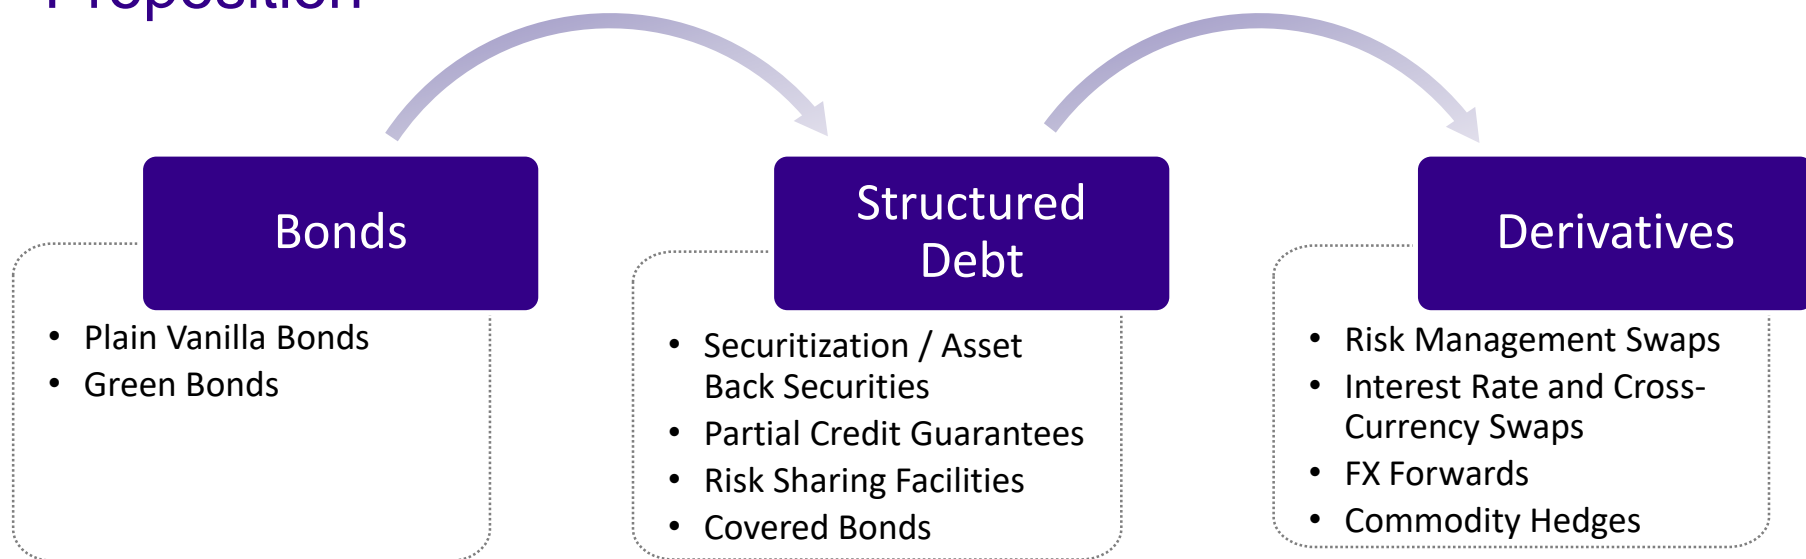 Proposition
Bonds
• Plain Vanilla Bonds
• Green Bonds
Structured
Debt
• Securitization / Asset
Back Securities
• Partial Credit Guarantees
• Risk Sharing Facilities
• Covered Bonds
Derivatives
• Risk Management Swaps
• Interest Rate and Cross-
Currency Swaps
• FX Forwards
• Commodity Hedges